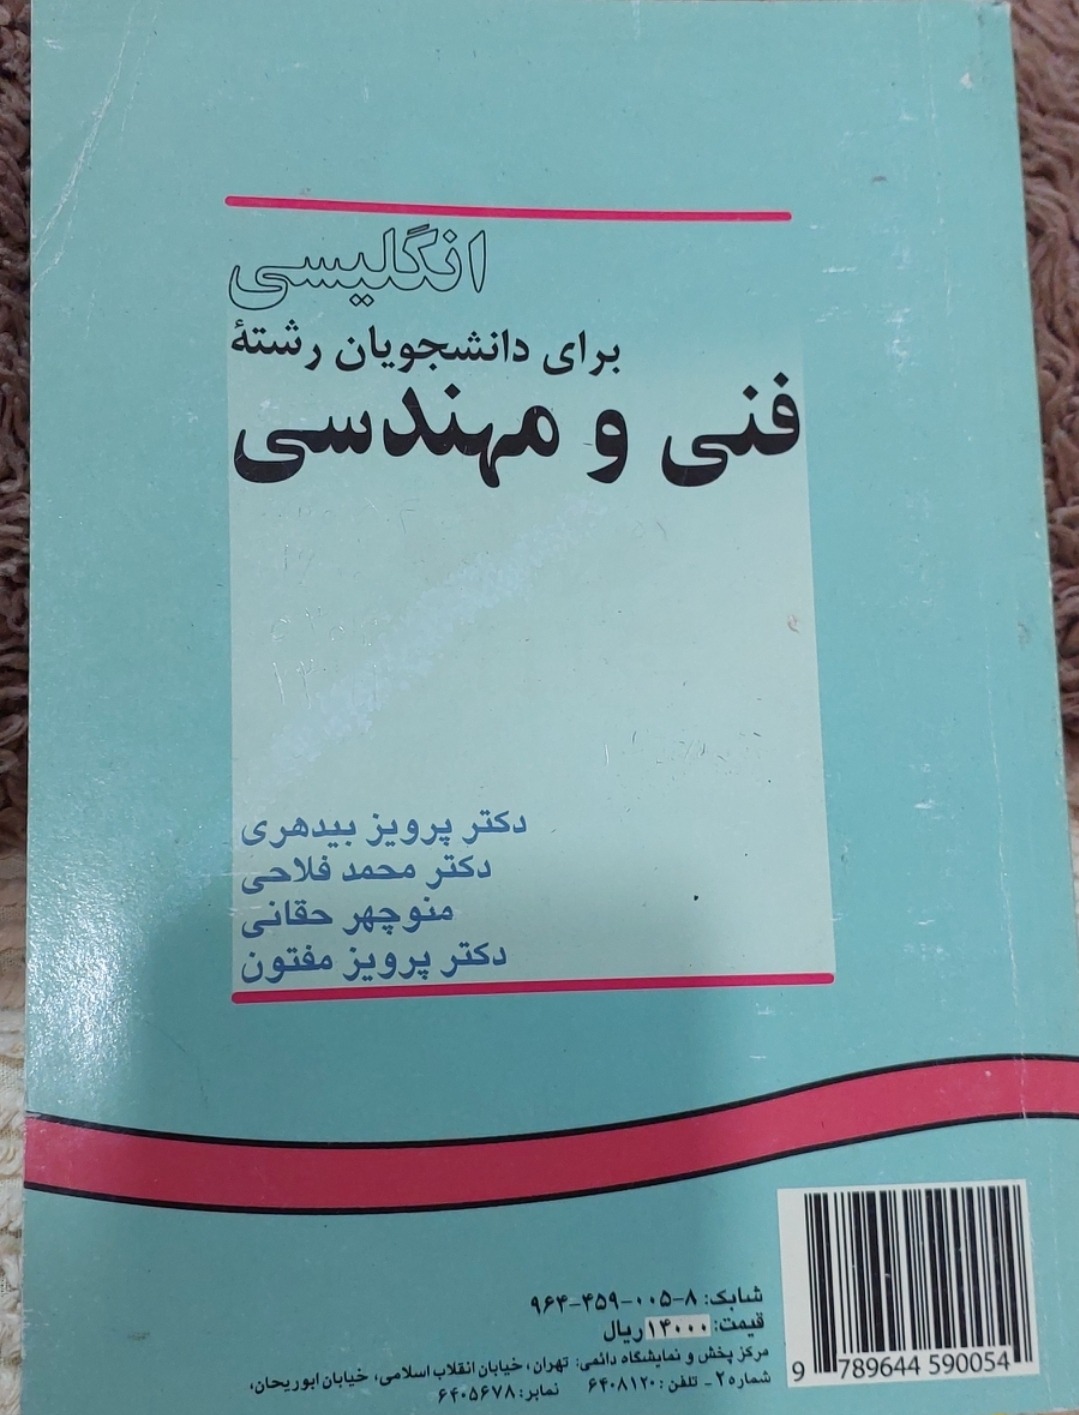 انگلیسی
برای دانشجویان رشتهٔ
فنی و مهندسی
دکتر پرویز بیدهری
دکتر محمد فلاحی
منوچهر حقانی
دکتر پرویز مفتون
شابک: ۸-۰۰۵-۴۵۹-۹۶۴
قیمت: ۱۴۰۰۰ ریال
مرکز پخش و نمایشگاه دائمی: تهران، خیابان انقلاب اسلامی، خیابان ابوریحان،
شماره ۲ - تلفن: ۶۴۰۸۱۲۰ نمابر: ۶۴۰۵۶۷۸
9 789644 590054